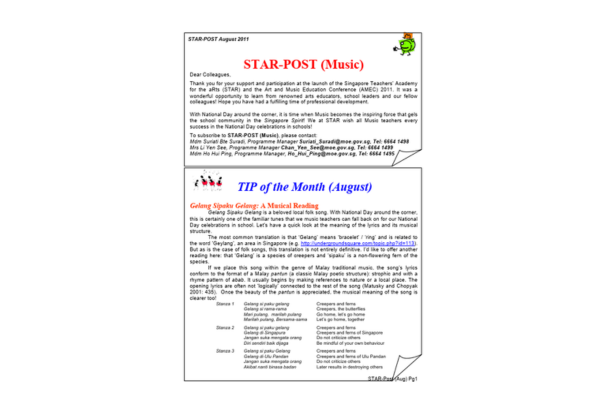 STAR-POST August 2011
STAR-POST (Music)
Dear Colleagues,
Thank you for your support and participation at the launch of the Singapore Teachers' Academy
for the aRts (STAR) and the Art and Music Education Conference (AMEC) 2011. It was a
wonderful opportunity to learn from renowned arts educators, school leaders and our fellow
colleagues! Hope you have had a fulfilling time of professional development.
With National Day around the corner, it is time when Music becomes the inspiring force that gels
the school community in the Singapore Spirit! We at STAR wish all Music teachers every
success in the National Day celebrations in schools!
To subscribe to STAR-POST (Music), please contact:
Mdm Suriati Bte Suradi, Programme Manager Suriati_Suradi@moe.gov.sg, Tel: 6664 1498
Mrs Li Yen See, Programme Manager Chan_Yen_See@moe.gov.sg, Tel: 6664 1499
Mdm Ho Hui Ping, Programme Manager, Ho_Hui_Ping@moe.gov.sg, Tel: 6664 1495
TIP of the Month (August)
Gelang Sipaku Gelang: A Musical Reading
Gelang Sipaku Gelang is a beloved local folk song. With National Day around the corner,
this is certainly one of the familiar tunes that we music teachers can fall back on for our National
Day celebrations in school. Let's have a quick look at the meaning of the lyrics and its musical
structure.
The most common translation is that 'Gelang' means 'bracelet' / 'ring' and is related to
the word 'Geylang', an area in Singapore (e.g. http://undergroundsquare.com/topic.php?id=113).
But as is the case of folk songs, this translation is not entirely definitive. I'd like to offer another
reading here: that 'Gelang' is a species of creepers and 'sipaku' is a non-flowering fern of the
species.
If we place this song within the genre of Malay traditional music, the song's lyrics
conform to the format of a Malay pantun (a classic Malay poetic structure): strophic and with a
rhyme pattern of abab. It usually begins by making references to nature or a local place. The
opening lyrics are often not 'logically' connected to the rest of the song (Matusky and Chopyak
2001: 435). Once the beauty of the pantun is appreciated, the musical meaning of the song is
clearer too!
Stanza 1 Gelang si paku gelang Creepers and ferns
Gelang si rama-rama Creepers, the butterflies
Mari pulang, marilah pulang Go home, let's go home
Marilah pulang, Bersama-sama Let's go home, together
Stanza 2 Gelang si paku gelang Creepers and ferns
Gelang di Singapura Creepers and ferns of Singapore
Jangan suka mengata orang Do not criticize others
Diri sendiri baik dijaga Be mindful of your own behaviour
Stanza 3 Gelang si paku Gelang Creepers and ferns
Gelang di Ulu Pandan Creepers and ferns of Ulu Pandan
Jangan suka mengata orang Do not criticize others
Akibat nanti binasa badan Later results in destroying others
STAR-Post (Aug) Pg1